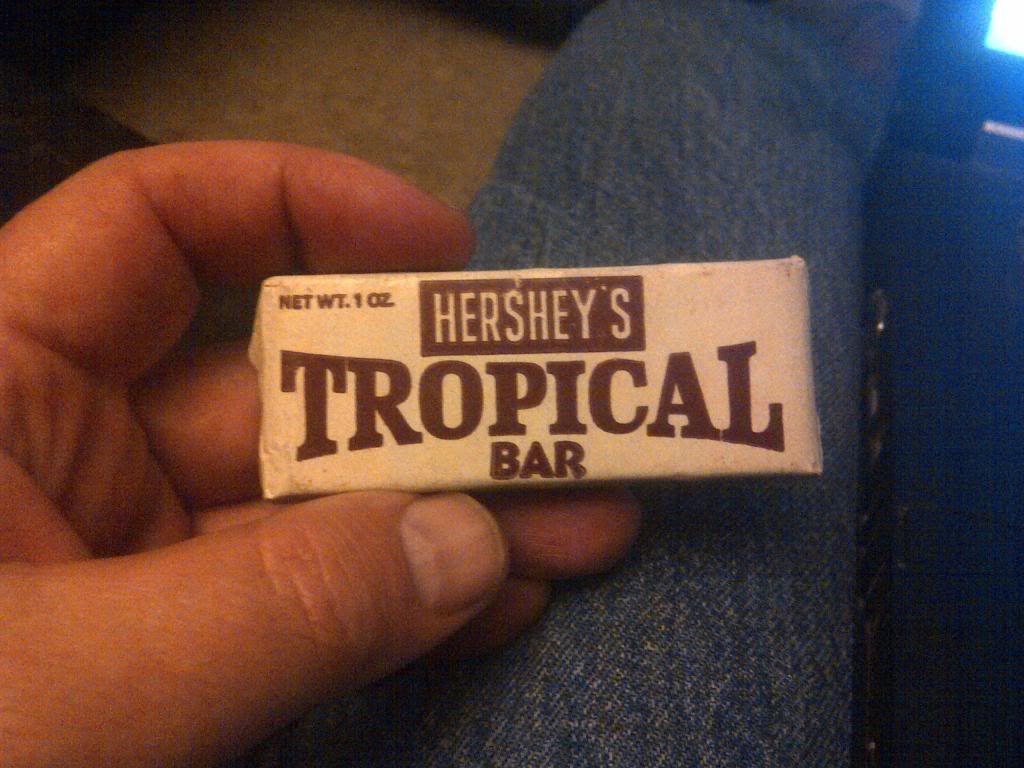 NET WT. 1 OZ.
HERSHEY'S
TROPICAL
BAR